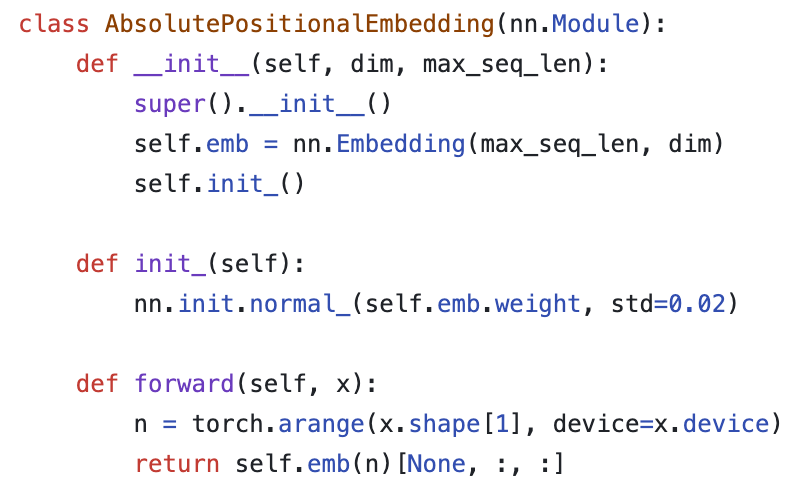 class AbsolutePositionalEmbedding(nn.Module):
    def __init__(self, dim, max_seq_len):
        super().__init__()
        self.emb = nn.Embedding(max_seq_len, dim)
        self.init_()

    def init_(self):
        nn.init.normal_(self.emb.weight, std=0.02)

    def forward(self, x):
        n = torch.arange(x.shape[1], device=x.device)
        return self.emb(n)[None, :, :]